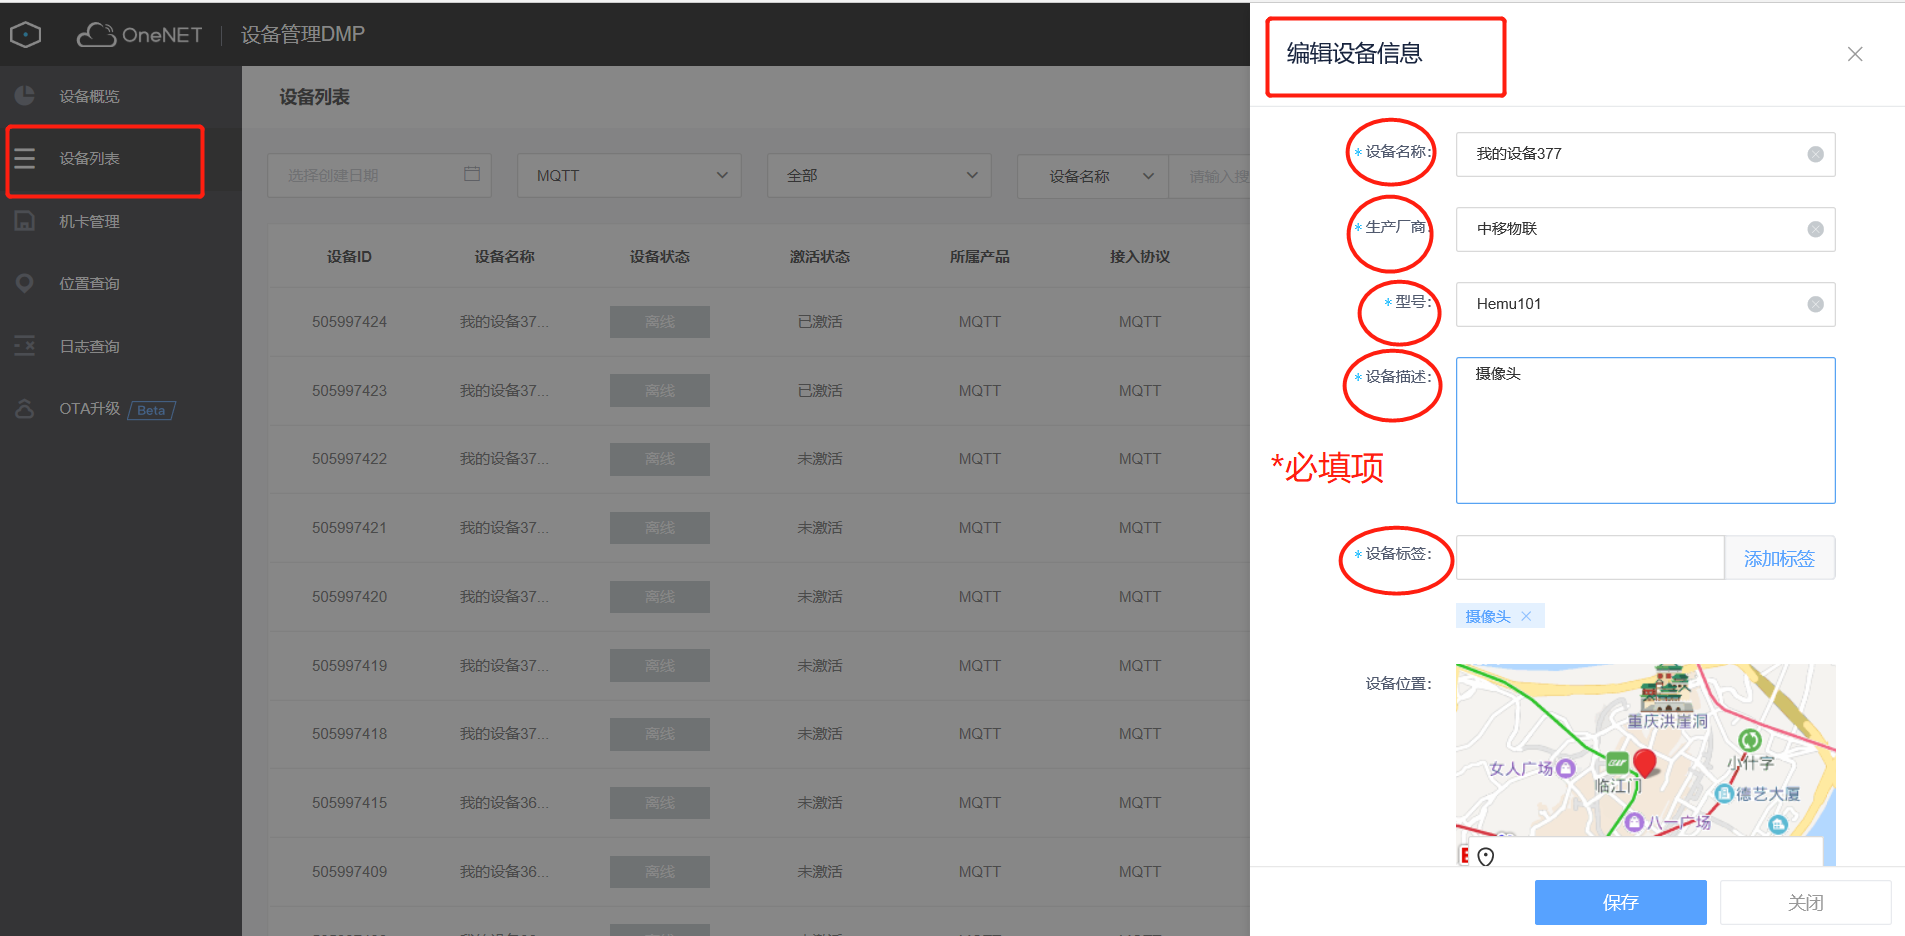 OneNET | 设备管理DMP
设备概览
设备列表
机卡管理
位置查询
日志查询
OTA升级 Beta
设备列表
选择创建日期 MQTT 全部 设备名称 请输入搜
设备ID 设备名称 设备状态 激活状态 所属产品 接入协议
505997424 我的设备37... 离线 已激活 MQTT MQTT
505997423 我的设备37... 离线 已激活 MQTT MQTT
505997422 我的设备37... 离线 未激活 MQTT MQTT
505997421 我的设备37... 离线 未激活 MQTT MQTT
505997420 我的设备37... 离线 未激活 MQTT MQTT
505997419 我的设备37... 离线 未激活 MQTT MQTT
505997418 我的设备37... 离线 未激活 MQTT MQTT
505997415 我的设备36... 离线 未激活 MQTT MQTT
505997409 我的设备36... 离线 未激活 MQTT MQTT
编辑设备信息
*设备名称: 我的设备377
*生产厂商: 中移物联
*型号: Hemu101
*设备描述: 摄像头
*必填项
*设备标签: 添加标签
摄像头
设备位置:
重庆洪崖洞
小什字
女人广场
临江门
德艺大厦
八一广场
保存 关闭